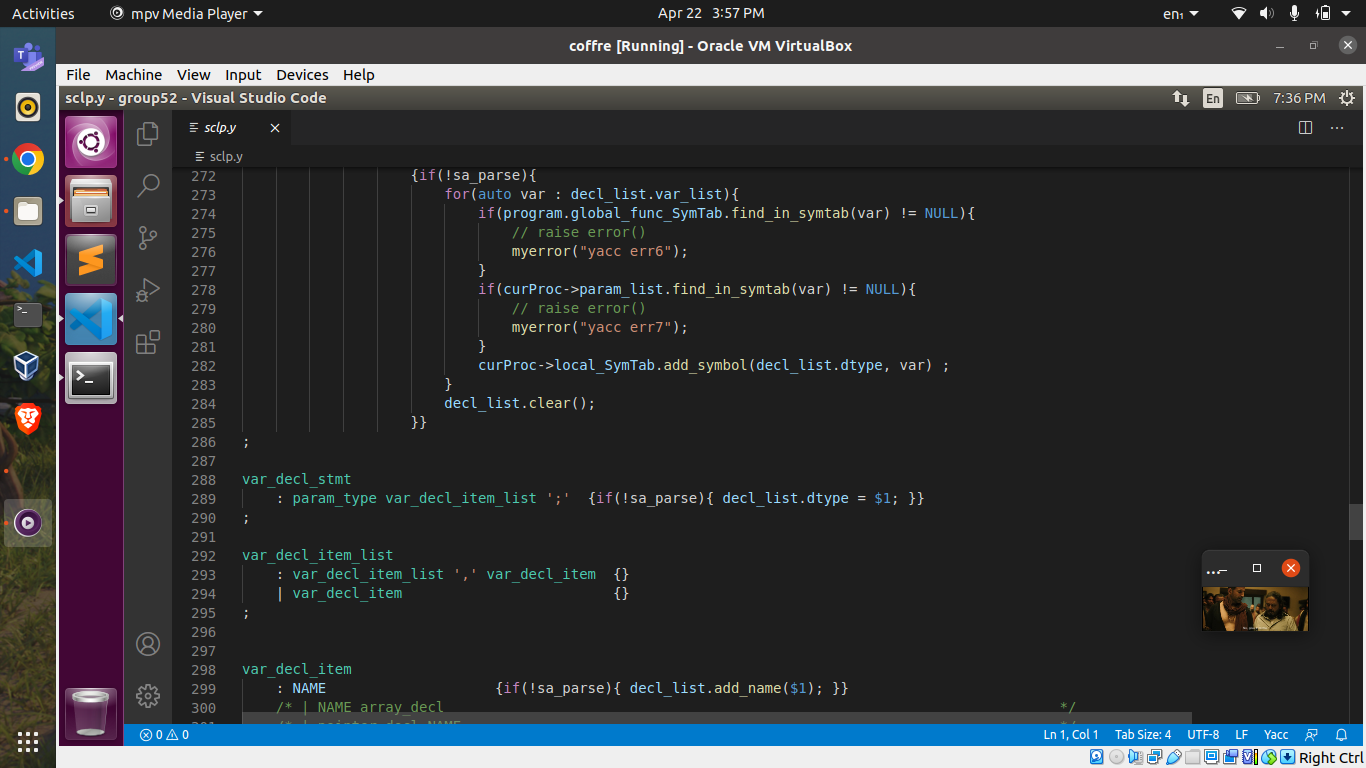 Activities
mpv Media Player
Apr 22 3:57 PM
en₁
coffre [Running] - Oracle VM VirtualBox
File Machine View Input Devices Help
sclp.y - group52 - Visual Studio Code
En
7:36 PM
sclp.y
sclp.y
272 {if(!sa_parse){
273 for(auto var : decl_list.var_list){
274 if(program.global_func_SymTab.find_in_symtab(var) != NULL){
275 // raise error()
276 myerror("yacc err6");
277 }
278 if(curProc->param_list.find_in_symtab(var) != NULL){
279 // raise error()
280 myerror("yacc err7");
281 }
282 curProc->local_SymTab.add_symbol(decl_list.dtype, var) ;
283 }
284 decl_list.clear();
285 }}
286 ;
287
288 var_decl_stmt
289 : param_type var_decl_item_list ';' {if(!sa_parse){ decl_list.dtype = $1; }}
290 ;
291
292 var_decl_item_list
293 : var_decl_item_list ',' var_decl_item {}
294 | var_decl_item {}
295 ;
296
297
298 var_decl_item
299 : NAME {if(!sa_parse){ decl_list.add_name($1); }}
300 /* | NAME array_decl */
301 /* | pointer_decl NAME */
0 0
Ln 1, Col 1 Tab Size: 4 UTF-8 LF Yacc
Right Ctrl